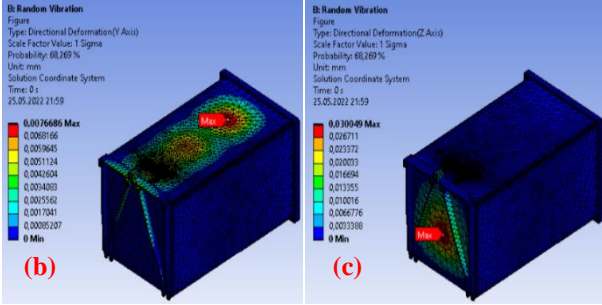 B: Random Vibration
Figure
Type: Directional Deformation(Y Axis)
Scale Factor Value: 1 Sigma
Probability: 68,269 %
Unit: mm
Solution Coordinate System
Time: 0 s
25.05.2022 21:59
0,0076686 Max
0,0068166
0,0059645
0,0051124
0,0042604
0,0034083
0,0025562
0,0017041
0,00085207
0 Min
Max
(b)
B: Random Vibration
Figure
Type: Directional Deformation(Z Axis)
Scale Factor Value: 1 Sigma
Probability: 68,269 %
Unit: mm
Solution Coordinate System
Time: 0 s
25.05.2022 21:59
0,030049 Max
0,026711
0,023372
0,020033
0,016694
0,013355
0,010016
0,0066776
0,0033388
0 Min
Max
(c)